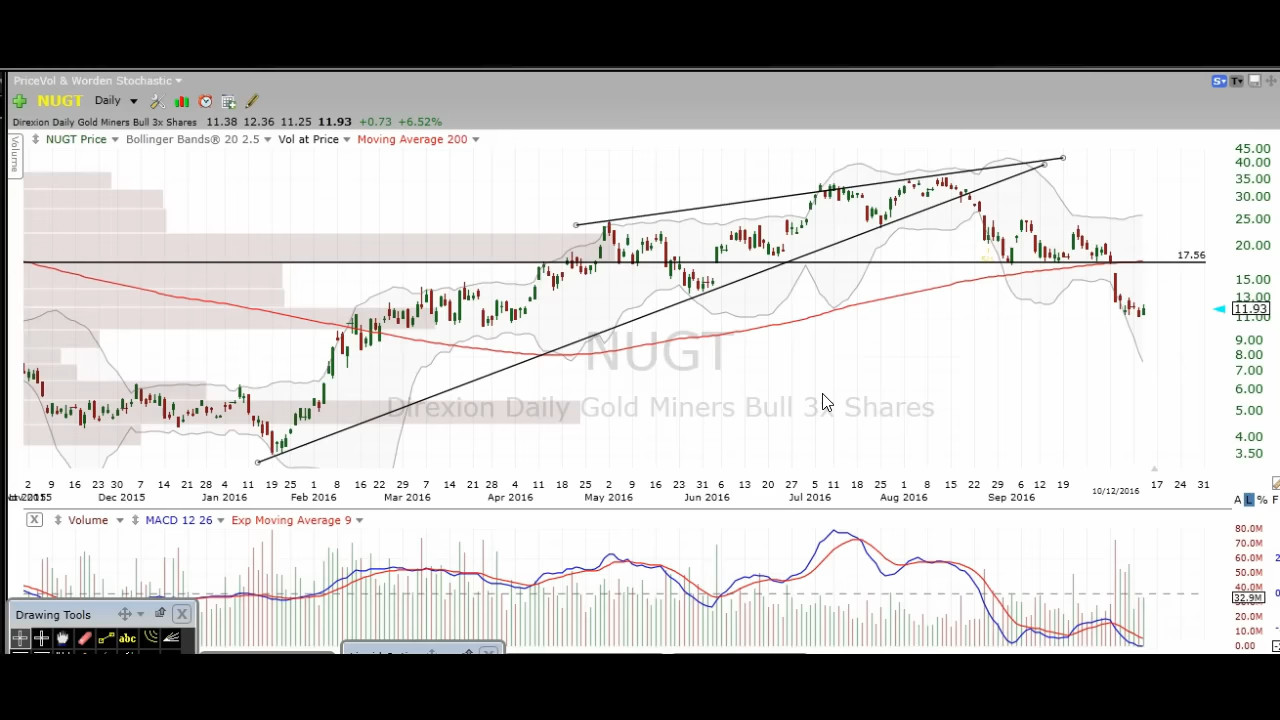 PriceVol & Worden Stochastic
NUGT Daily
Direxion Daily Gold Miners Bull 3x Shares 11.38 12.36 11.25 11.93 +0.73 +6.52%
Volume
NUGT Price Bollinger Bands® 20 2.5 Vol at Price Moving Average 200
45.00
40.00
35.00
30.00
25.00
20.00
17.56
15.00
13.00
11.93
11.00
9.00
8.00
7.00
6.00
5.00
4.00
3.50
NUGT
Direxion Daily Gold Miners Bull 3x Shares
2 9 16 23 30 7 14 21 28 4 11 19 25 1 8 16 22 29 7 14 21 28 4 11 18 25 2 9 16 23 31 6 13 20 27 5 11 18 25 1 8 15 22 29 6 12 19 17 24 31
2015 Dec 2015 Jan 2016 Feb 2016 Mar 2016 Apr 2016 May 2016 Jun 2016 Jul 2016 Aug 2016 Sep 2016 10/12/2016
A L % F
X Volume MACD 12 26 Exp Moving Average 9
80.0M
70.0M
60.0M
50.0M
40.0M
32.9M
20.0M
10.0M
0.00
Drawing Tools X
abc